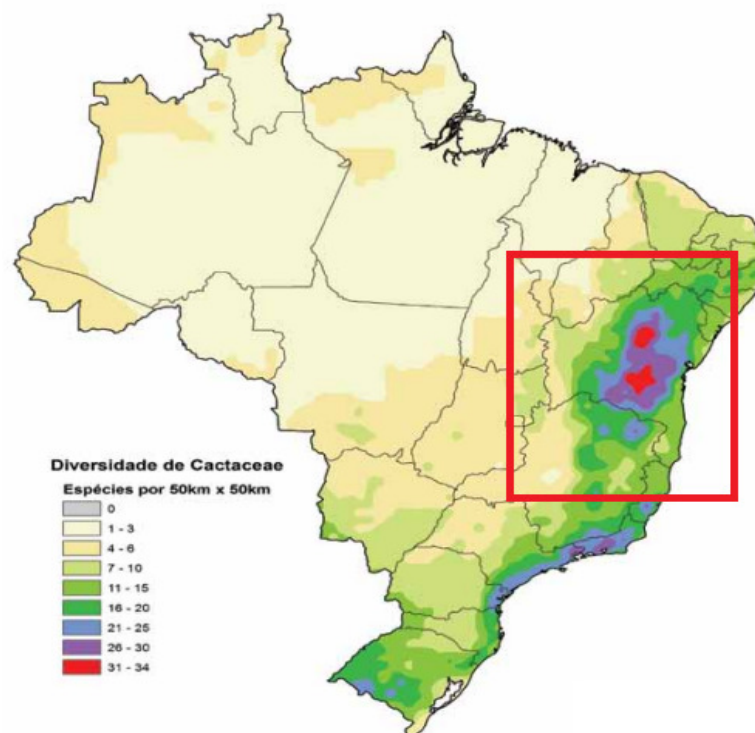 Diversidade de Cactaceae
Espécies por 50km x 50km
0
1 - 3
4 - 6
7 - 10
11 - 15
16 - 20
21 - 25
26 - 30
31 - 34